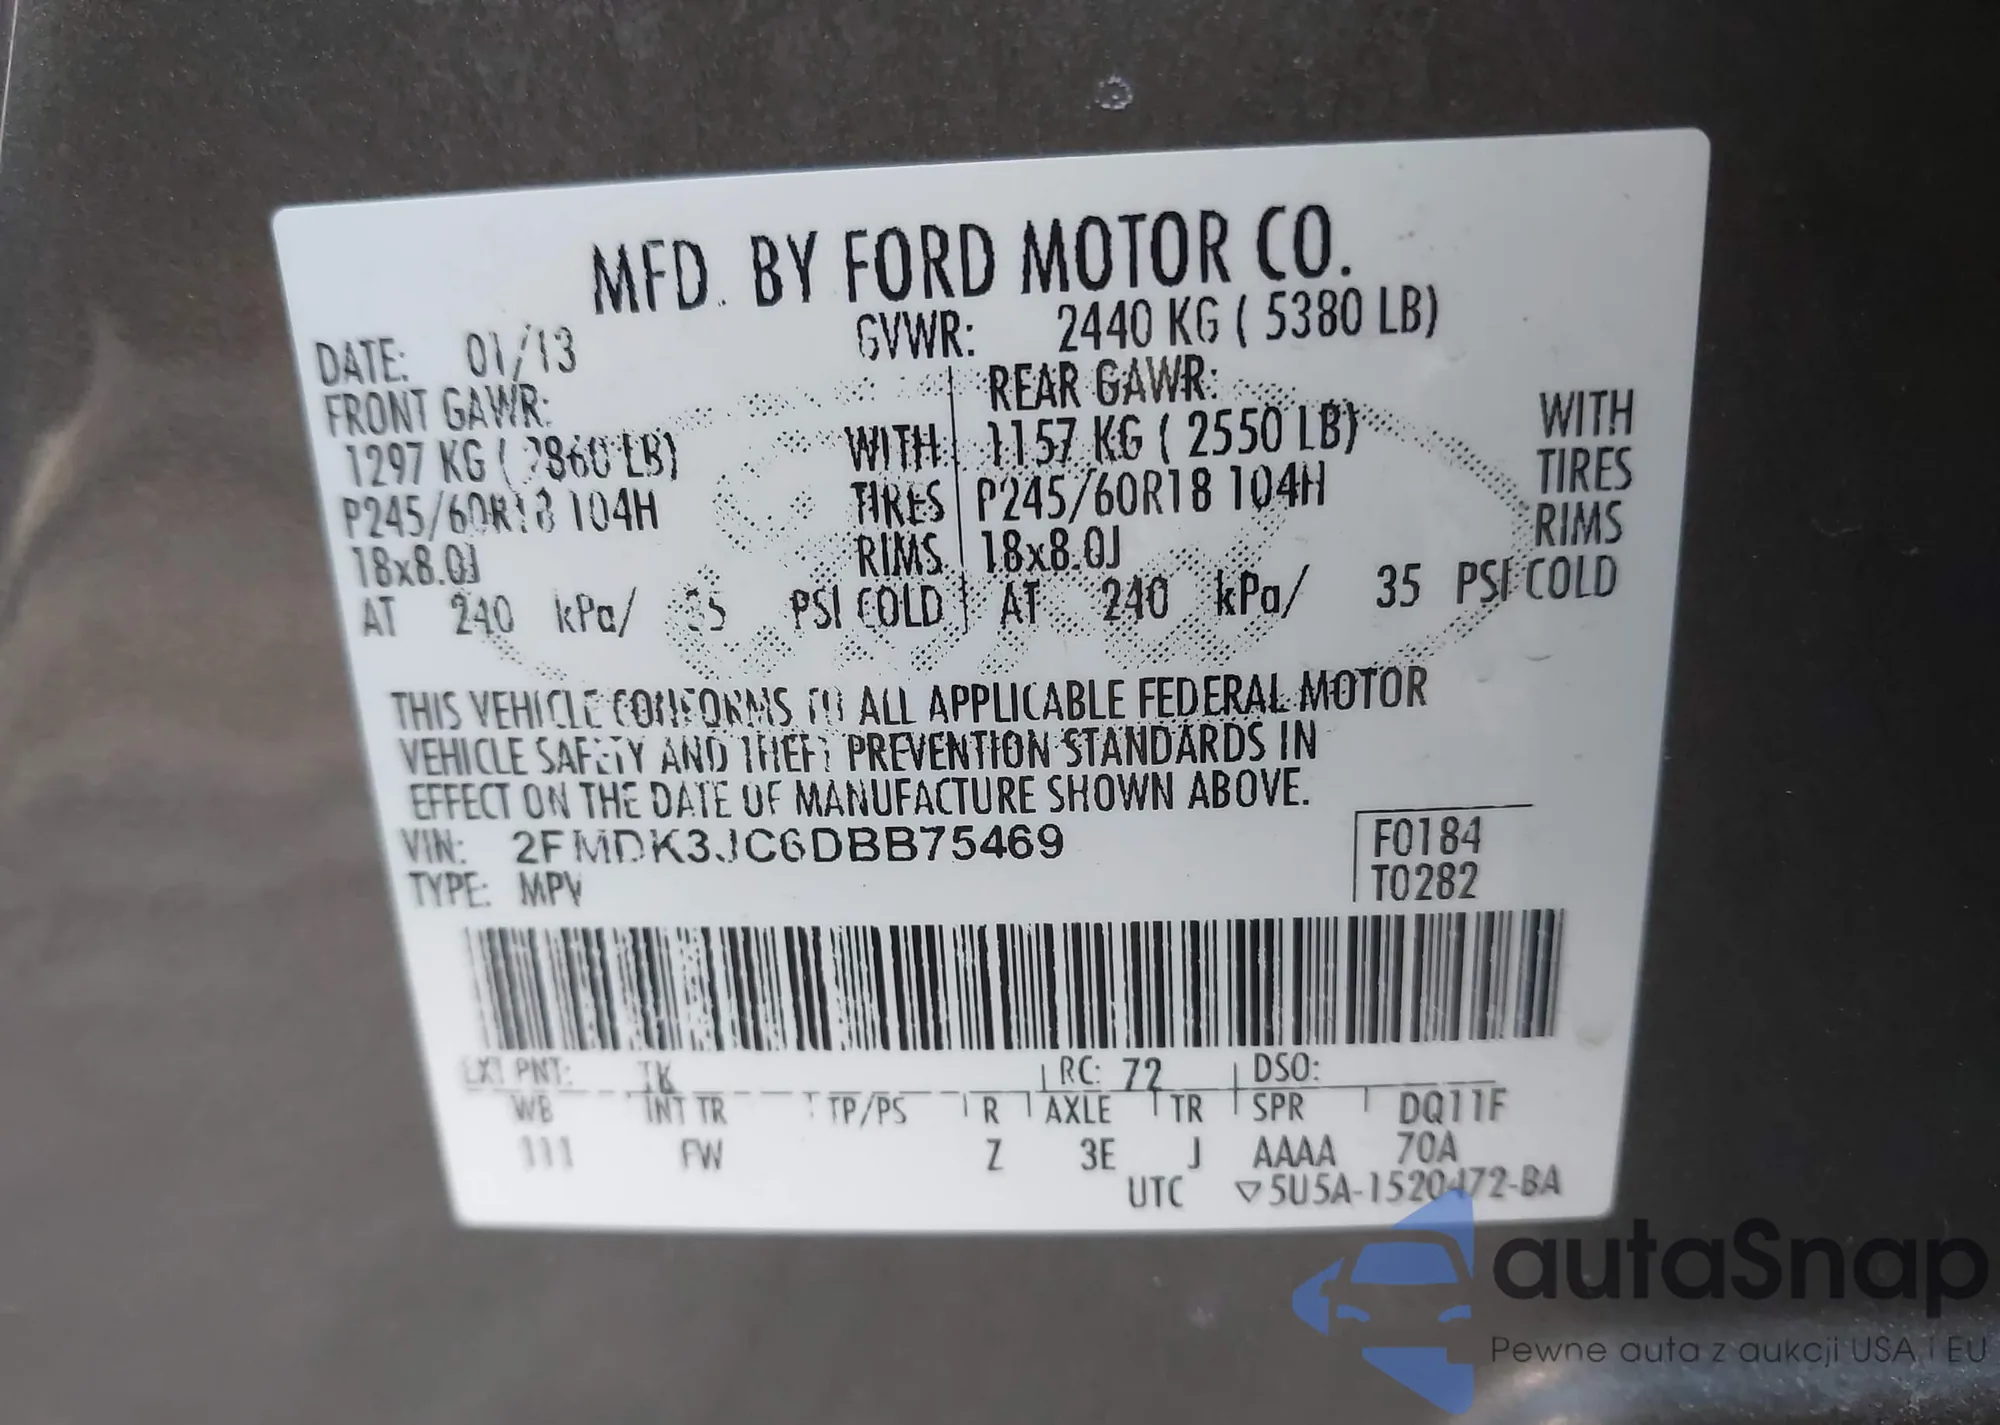 MFD. BY FORD MOTOR CO.
DATE: 01/13 GVWR: 2440 KG ( 5380 LB)
FRONT GAWR: REAR GAWR:
1297 KG ( 2860 LB) WITH 1157 KG ( 2550 LB) WITH
P245/60R18 104H TIRES P245/60R18 104H TIRES
18x8.0J RIMS 18x8.0J RIMS
AT 240 kPa/ 35 PSI COLD AT 240 kPa/ 35 PSI COLD
THIS VEHICLE CONFORMS TO ALL APPLICABLE FEDERAL MOTOR
VEHICLE SAFETY AND THEFT PREVENTION STANDARDS IN
EFFECT ON THE DATE OF MANUFACTURE SHOWN ABOVE.
VIN: 2FMDK3JC6DBB75469 F0184
TYPE: MPV T0282
EXT PNT: TK RC: 72 DSO:
WB INT TR TP/PS R AXLE TR SPR DQ11F
111 FW Z 3E J AAAA 70A
UTC ▽5U5A-1520472-BA
autaSnap
Pewne auta z aukcji USA i EU